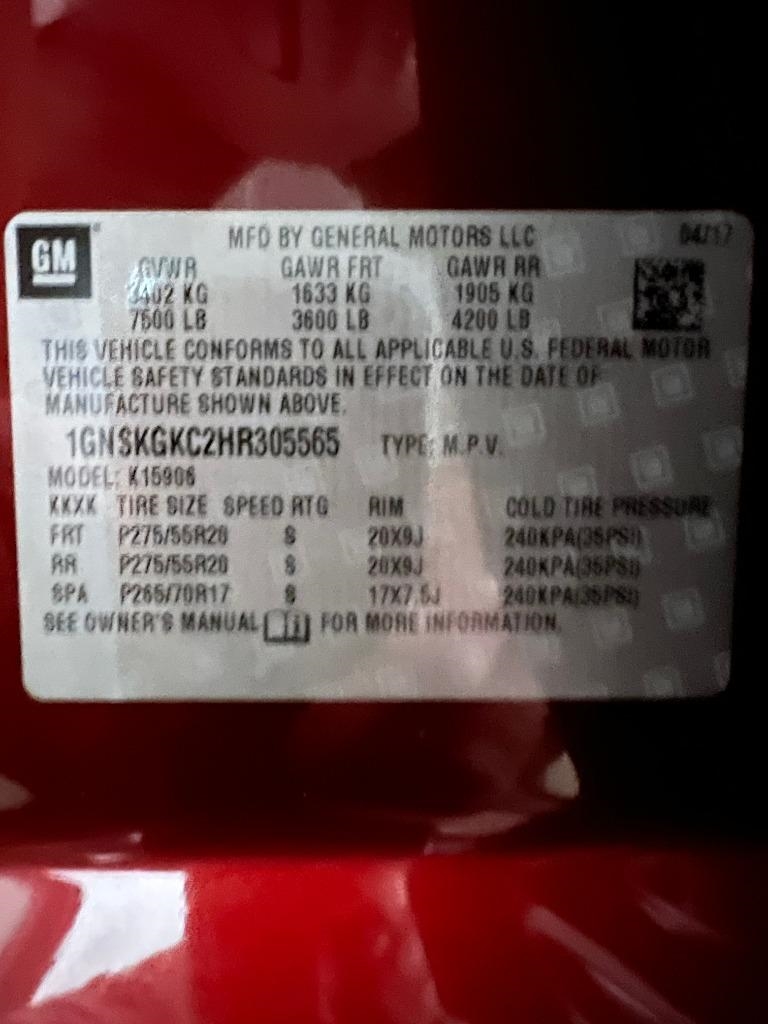 GM
MFD BY GENERAL MOTORS LLC 04/17
GVWR GAWR FRT GAWR RR
3402 KG 1633 KG 1905 KG
7500 LB 3600 LB 4200 LB
THIS VEHICLE CONFORMS TO ALL APPLICABLE U.S. FEDERAL MOTOR
VEHICLE SAFETY STANDARDS IN EFFECT ON THE DATE OF
MANUFACTURE SHOWN ABOVE.
1GNSKGKC2HR305565 TYPE: M.P.V.
MODEL: K15906
KKXK TIRE SIZE SPEED RTG RIM COLD TIRE PRESSURE
FRT P275/55R20 S 20X9J 240KPA(35PSI)
RR P275/55R20 S 20X9J 240KPA(35PSI)
SPA P265/70R17 S 17X7.5J 240KPA(35PSI)
SEE OWNER'S MANUAL FOR MORE INFORMATION.